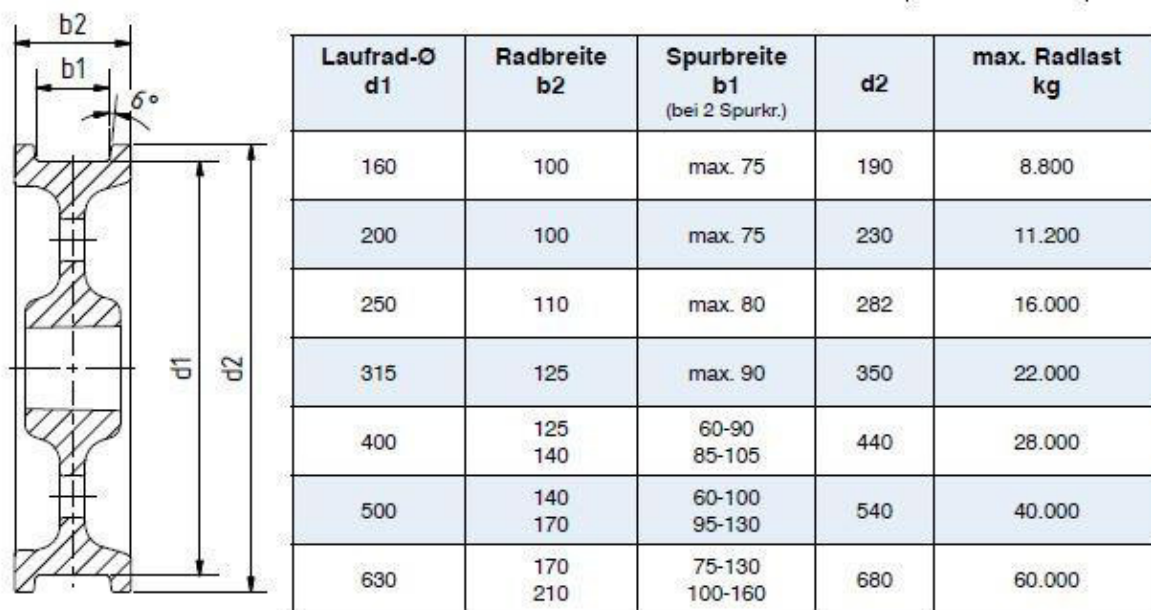 b2
b1
6°
d1
d2
Laufrad-Ø Radbreite Spurbreite d2 max. Radlast
d1 b2 b1 kg
(bei 2 Spurkr.)
160 100 max. 75 190 8.800
200 100 max. 75 230 11.200
250 110 max. 80 282 16.000
315 125 max. 90 350 22.000
400 125 60-90 440 28.000
140 85-105
500 140 60-100 540 40.000
170 95-130
630 170 75-130 680 60.000
210 100-160